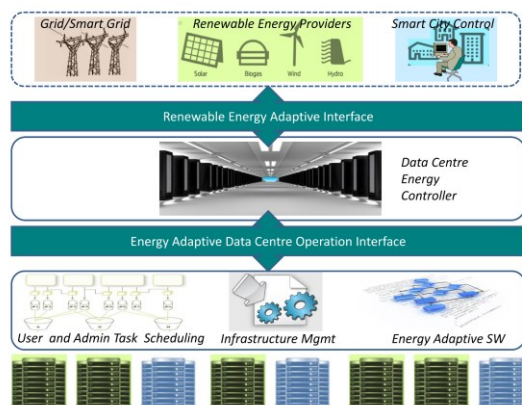 Grid/Smart Grid
Renewable Energy Providers
Smart City Control
Solar
Biogas
Wind
Hydro
Renewable Energy Adaptive Interface
Data Centre
Energy
Controller
Energy Adaptive Data Centre Operation Interface
User and Admin Task Scheduling
Infrastructure Mgmt
Energy Adaptive SW